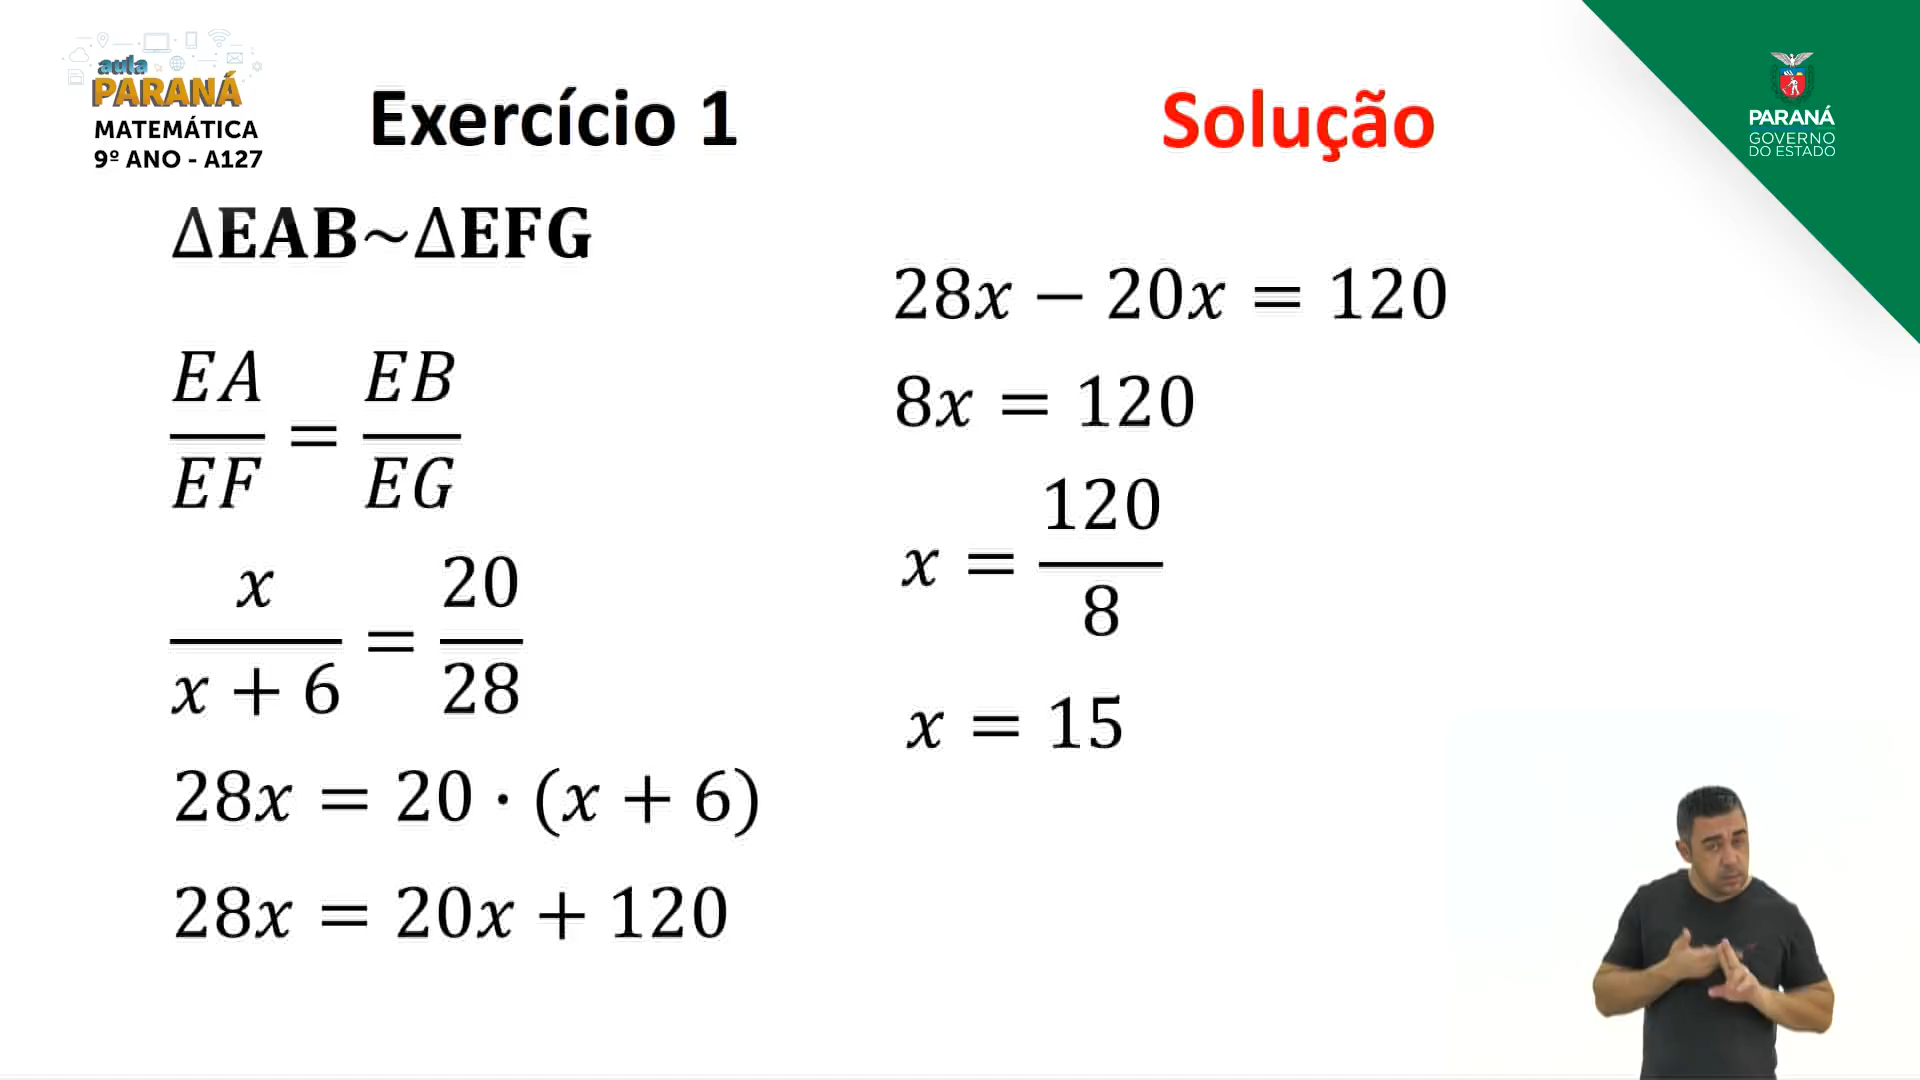 aula
PARANÁ
MATEMÁTICA
9º ANO - A127
Exercício 1
Solução
PARANÁ
GOVERNO
DO ESTADO
ΔEAB~ΔEFG
EA/EF = EB/EG
x/(x + 6) = 20/28
28x = 20 · (x + 6)
28x = 20x + 120
28x − 20x = 120
8x = 120
x = 120/8
x = 15